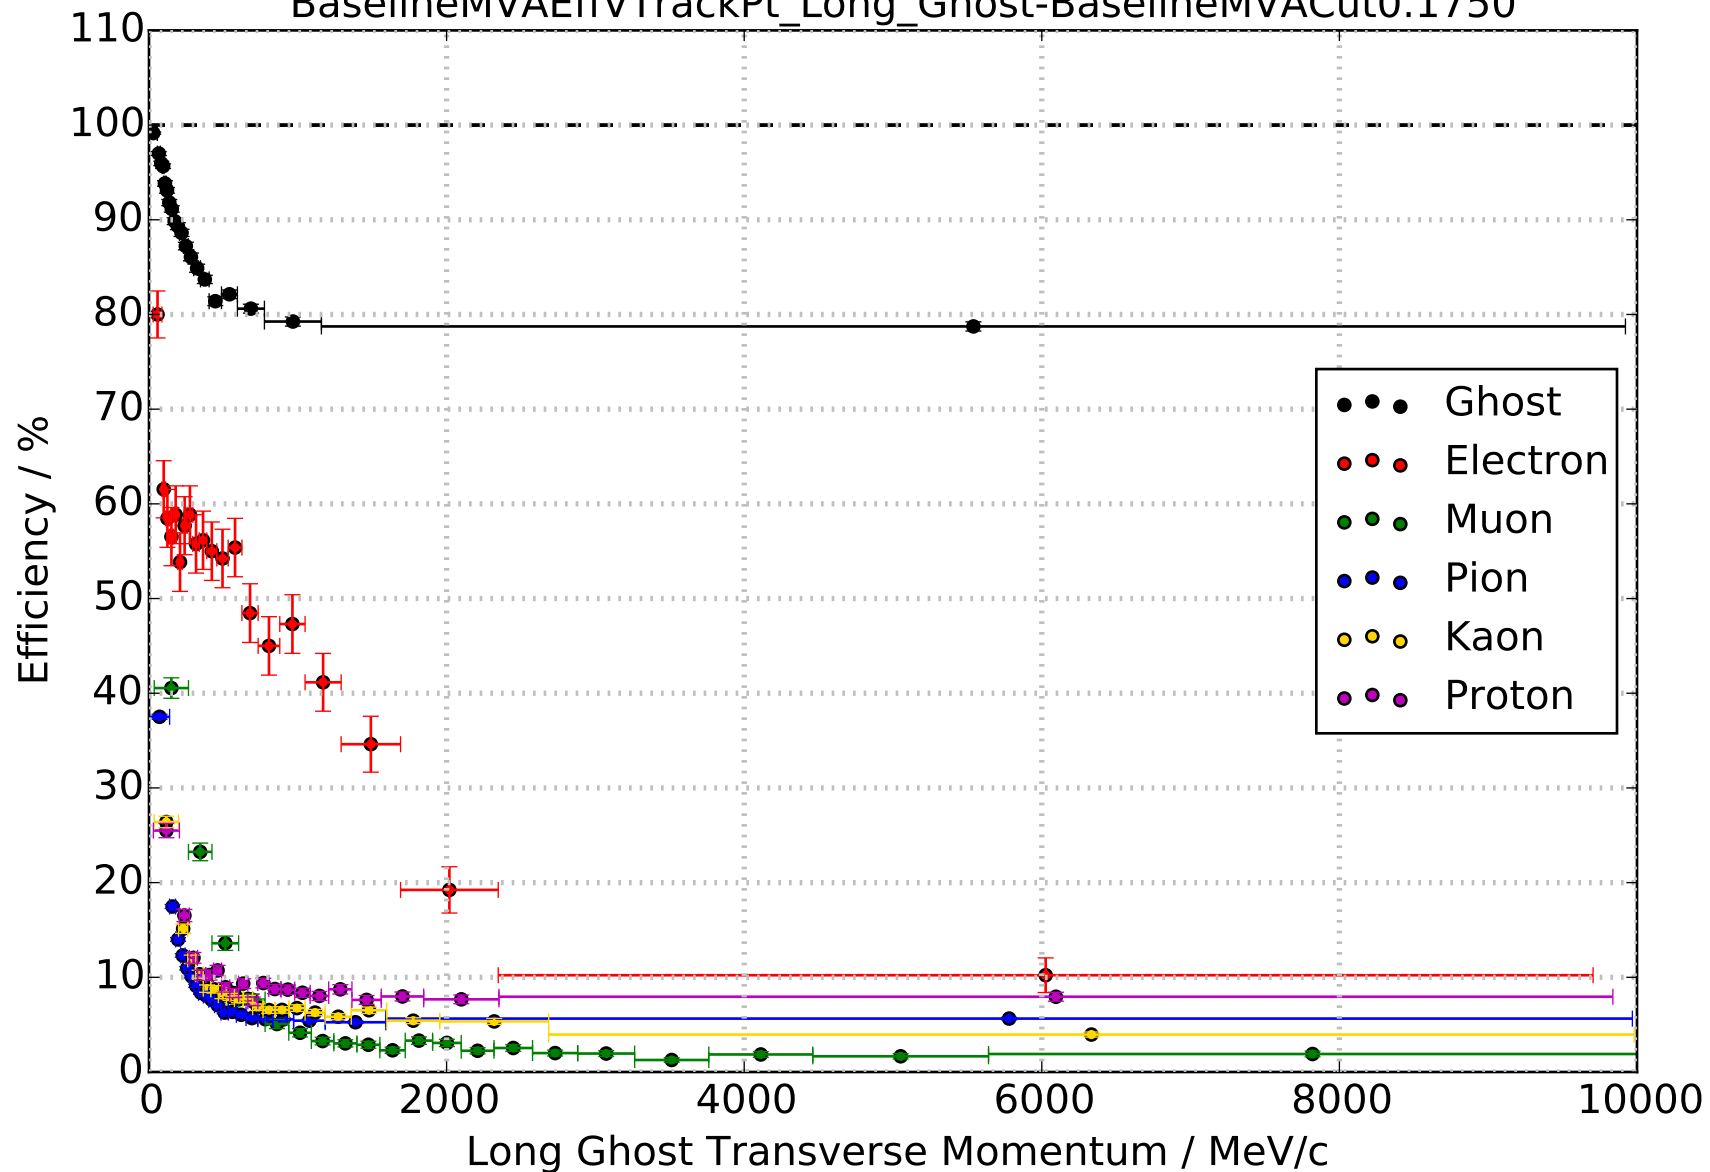 BaselineMVAEffVTrackPt_Long_Ghost-BaselineMVACut0.1750
110
100
90
80
70
60
50
40
30
20
10
0
Efficiency / %
Ghost
Electron
Muon
Pion
Kaon
Proton
0 2000 4000 6000 8000 10000
Long Ghost Transverse Momentum / MeV/c